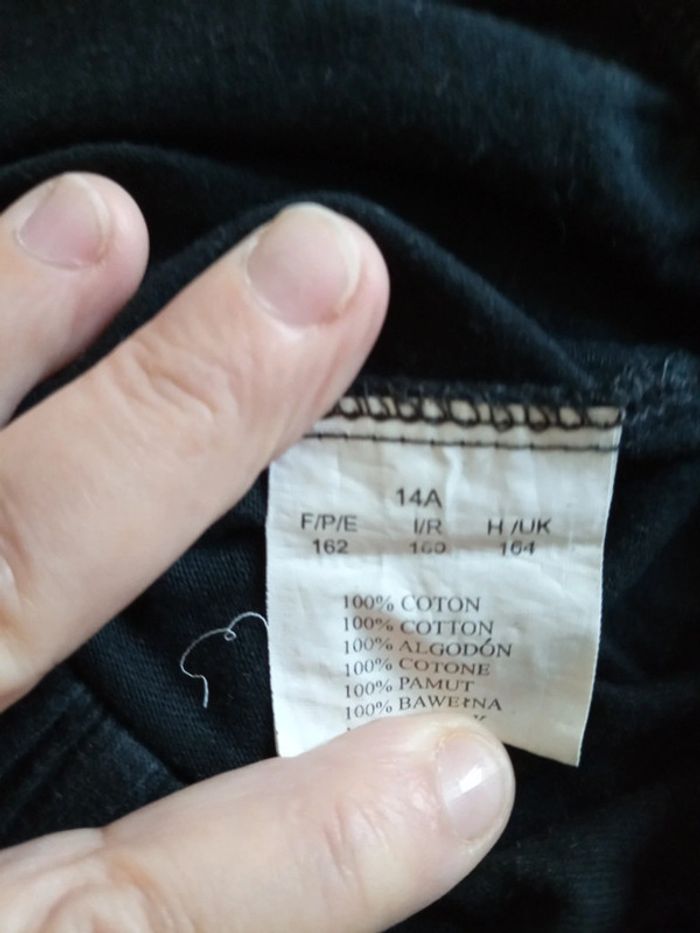 14A
F/P/E I/R H /UK
162 160 164
100% COTON
100% COTTON
100% ALGODÓN
100% COTONE
100% PAMUT
100% BAWEŁNA